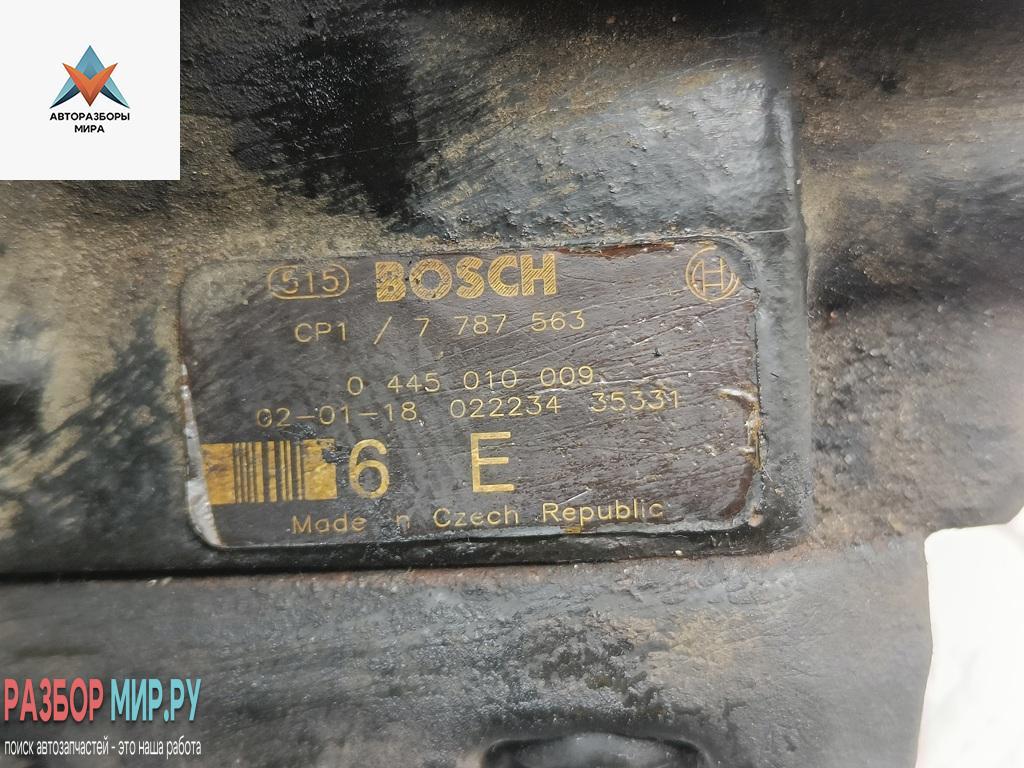 АВТОРАЗБОРЫ
МИРА
515 BOSCH H
CP1 / 7 787 563
0 445 010 009
02-01-18 022234 35331
6 E
Made n Czech Republic
РАЗБОР МИР.РУ
поиск автозапчастей - это наша работа